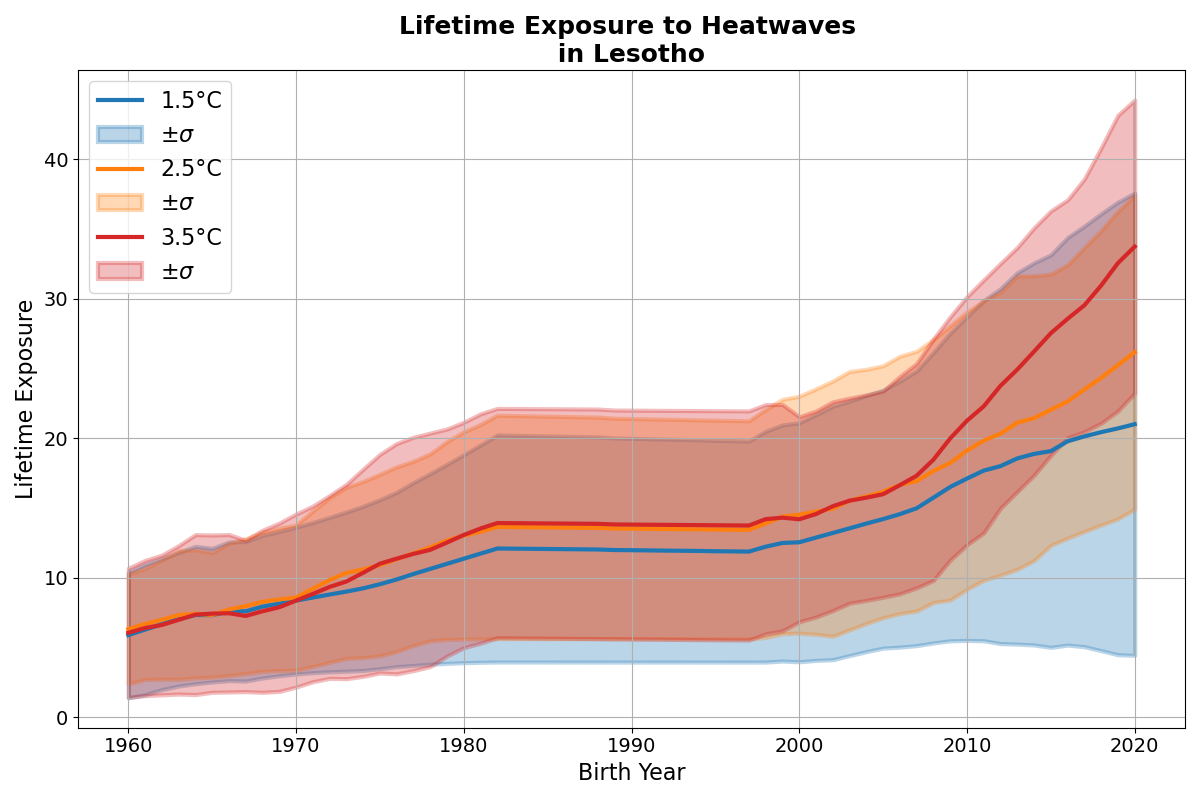 Lifetime Exposure to Heatwaves
in Lesotho
1.5°C
±σ
2.5°C
±σ
3.5°C
±σ
Lifetime Exposure
40
30
20
10
0
1960
1970
1980
1990
2000
2010
2020
Birth Year